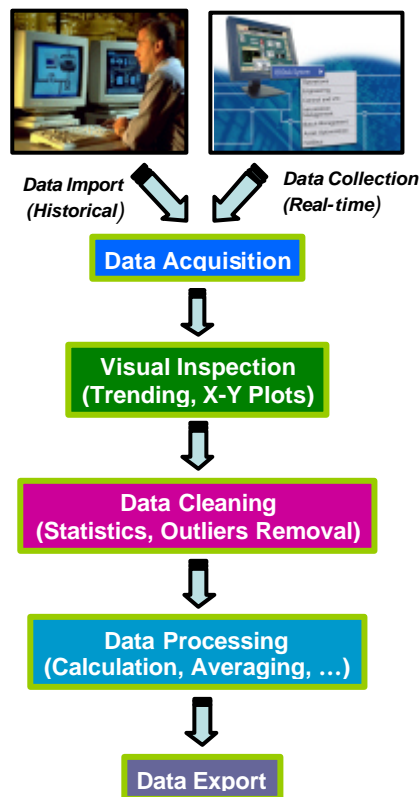 Data Import
(Historical)
Data Collection
(Real-time)
Data Acquisition
Visual Inspection
(Trending, X-Y Plots)
Data Cleaning
(Statistics, Outliers Removal)
Data Processing
(Calculation, Averaging, …)
Data Export